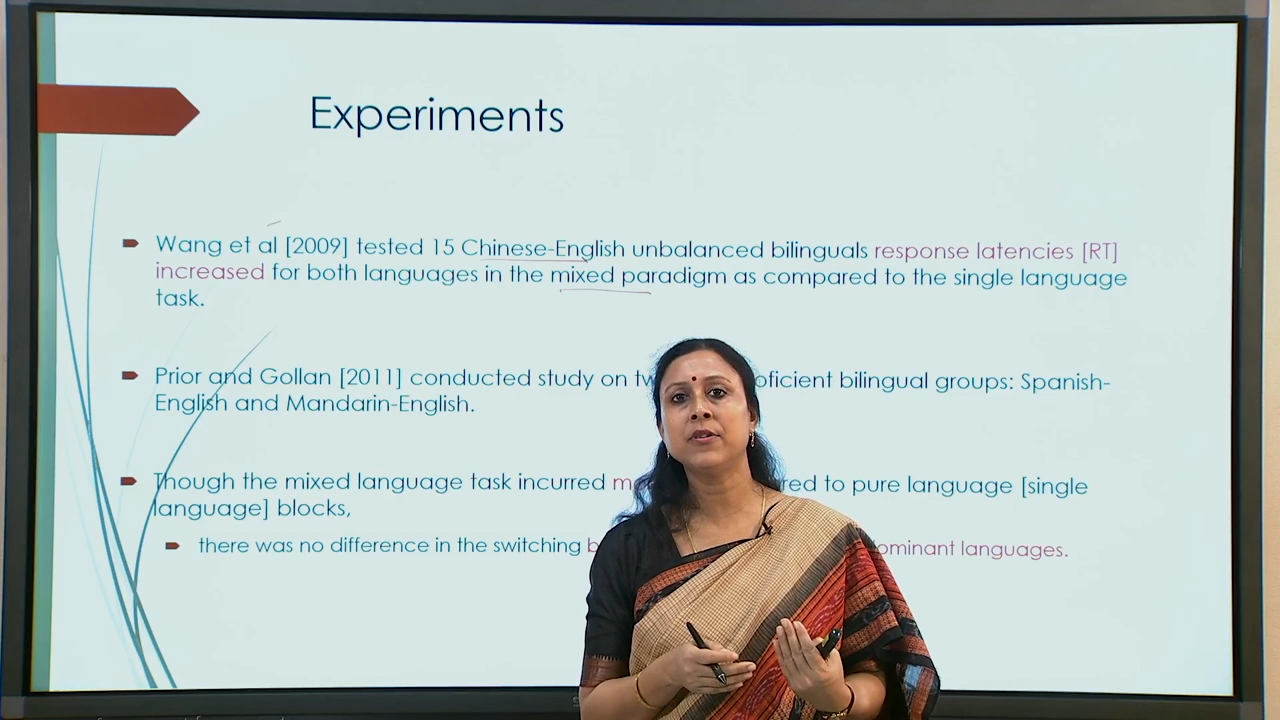 Experiments
Wang et al [2009] tested 15 Chinese-English unbalanced bilinguals response latencies [RT]
increased for both languages in the mixed paradigm as compared to the single language
task.
Prior and Gollan [2011] conducted study on oficient bilingual groups: Spanish-
English and Mandarin-English.
Though the mixed language task incurred red to pure language [single
language] blocks,
there was no difference in the switching ominant languages.